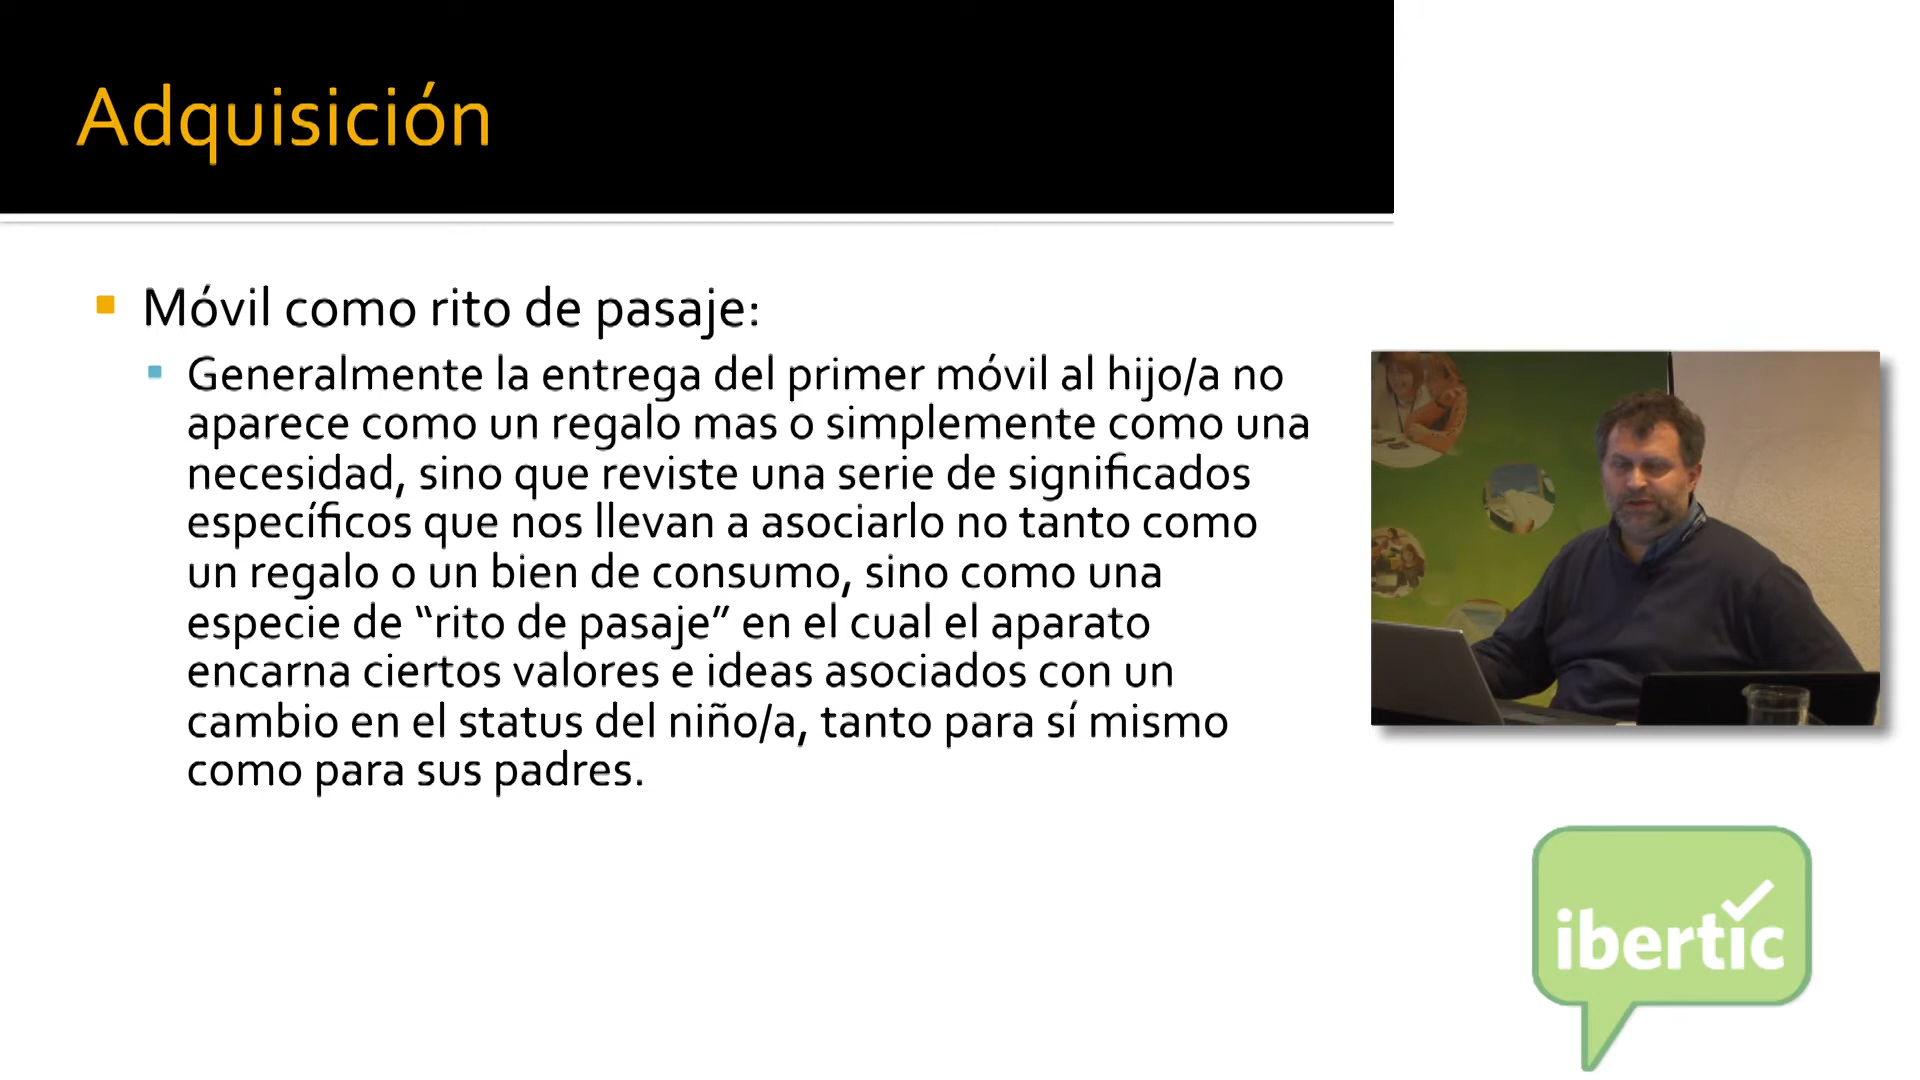 Adquisición
Móvil como rito de pasaje:
Generalmente la entrega del primer móvil al hijo/a no
aparece como un regalo mas o simplemente como una
necesidad, sino que reviste una serie de significados
específicos que nos llevan a asociarlo no tanto como
un regalo o un bien de consumo, sino como una
especie de “rito de pasaje” en el cual el aparato
encarna ciertos valores e ideas asociados con un
cambio en el status del niño/a, tanto para sí mismo
como para sus padres.
ibertic